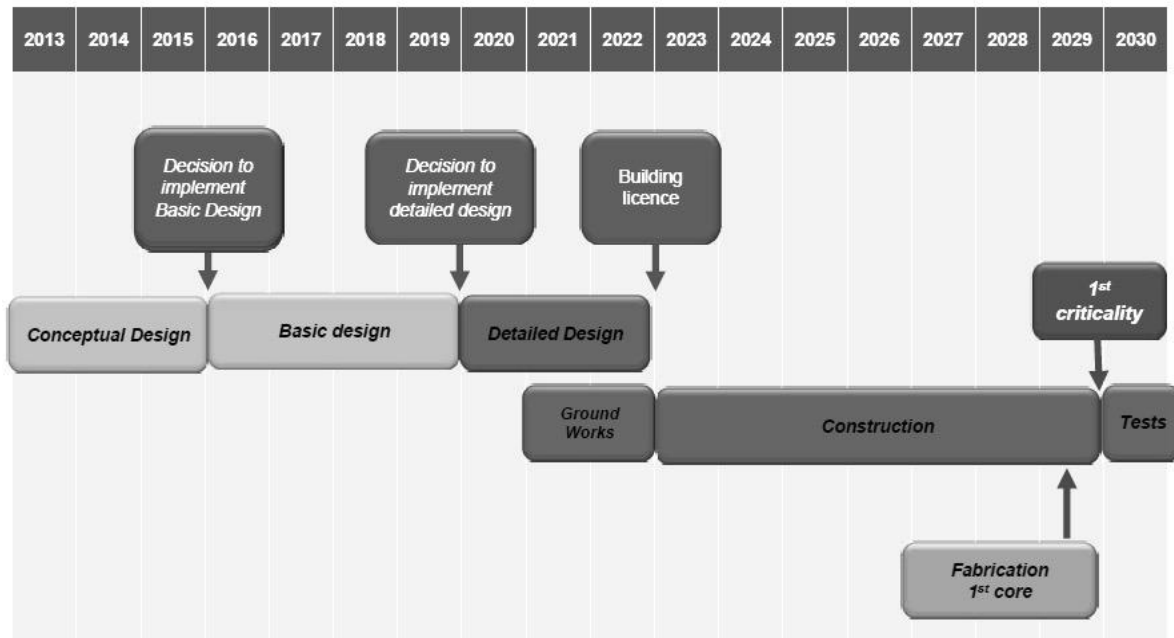 2013 2014 2015 2016 2017 2018 2019 2020 2021 2022 2023 2024 2025 2026 2027 2028 2029 2030
Decision to
implement
Basic Design
Decision to
implement
detailed design
Building
licence
1st
criticality
Conceptual Design
Basic design
Detailed Design
Ground
Works
Construction
Tests
Fabrication
1st core